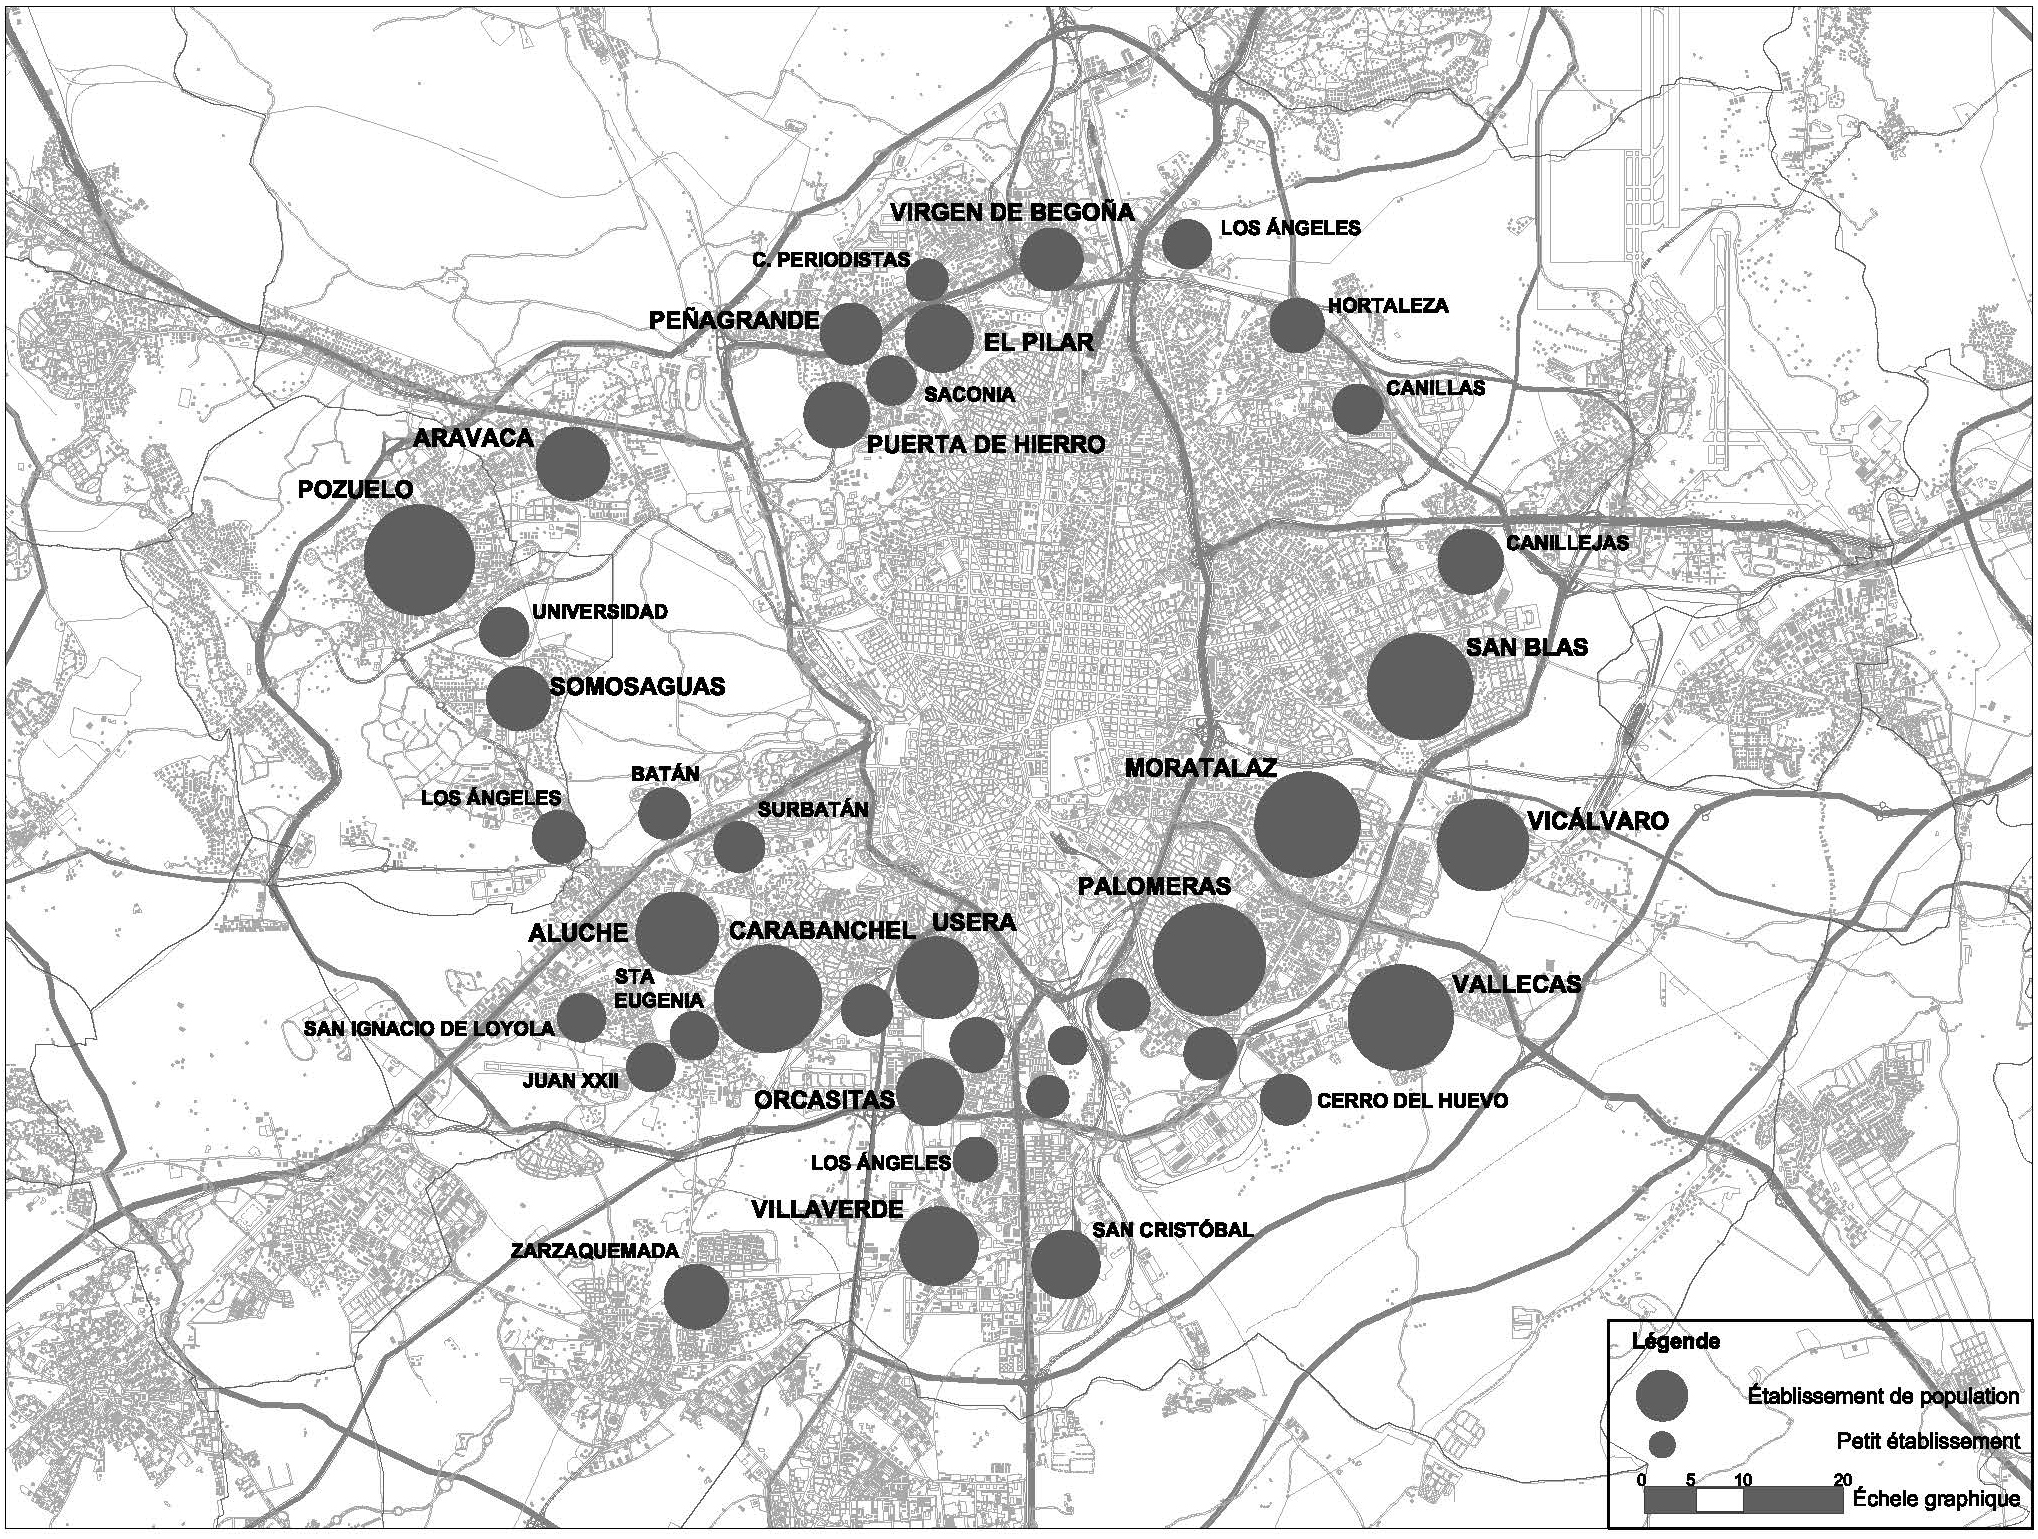 VIRGEN DE BEGOÑA
LOS ÁNGELES
C. PERIODISTAS
HORTALEZA
PEÑAGRANDE
EL PILAR
CANILLAS
SACONIA
ARAVACA
PUERTA DE HIERRO
POZUELO
CANILLEJAS
UNIVERSIDAD
SAN BLAS
SOMOSAGUAS
MORATALAZ
BATÁN
LOS ÁNGELES
SURBATÁN
VICÁLVARO
PALOMERAS
USERA
CARABANCHEL
ALUCHE
STA
EUGENIA
VALLECAS
SAN IGNACIO DE LOYOLA
JUAN XXII
ORCASITAS
CERRO DEL HUEVO
LOS ÁNGELES
VILLAVERDE
SAN CRISTÓBAL
ZARZAQUEMADA
Légende
Établissement de population
Petit établissement
0 5 10 20
Échele graphique